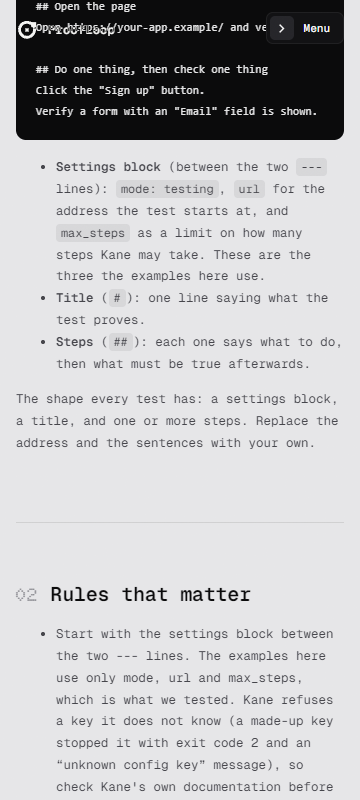 ## Open the page
Open https://your-app.example/ and ve
Menu
## Do one thing, then check one thing
Click the "Sign up" button.
Verify a form with an "Email" field is shown.
• Settings block (between the two ---
lines): mode: testing, url for the
address the test starts at, and
max_steps as a limit on how many
steps Kane may take. These are the
three the examples here use.
• Title (#): one line saying what the
test proves.
• Steps (##): each one says what to do,
then what must be true afterwards.
The shape every test has: a settings block,
a title, and one or more steps. Replace the
address and the sentences with your own.
02 Rules that matter
• Start with the settings block between
the two --- lines. The examples here
use only mode, url and max_steps,
which is what we tested. Kane refuses
a key it does not know (a made-up key
stopped it with exit code 2 and an
“unknown config key” message), so
check Kane's own documentation before